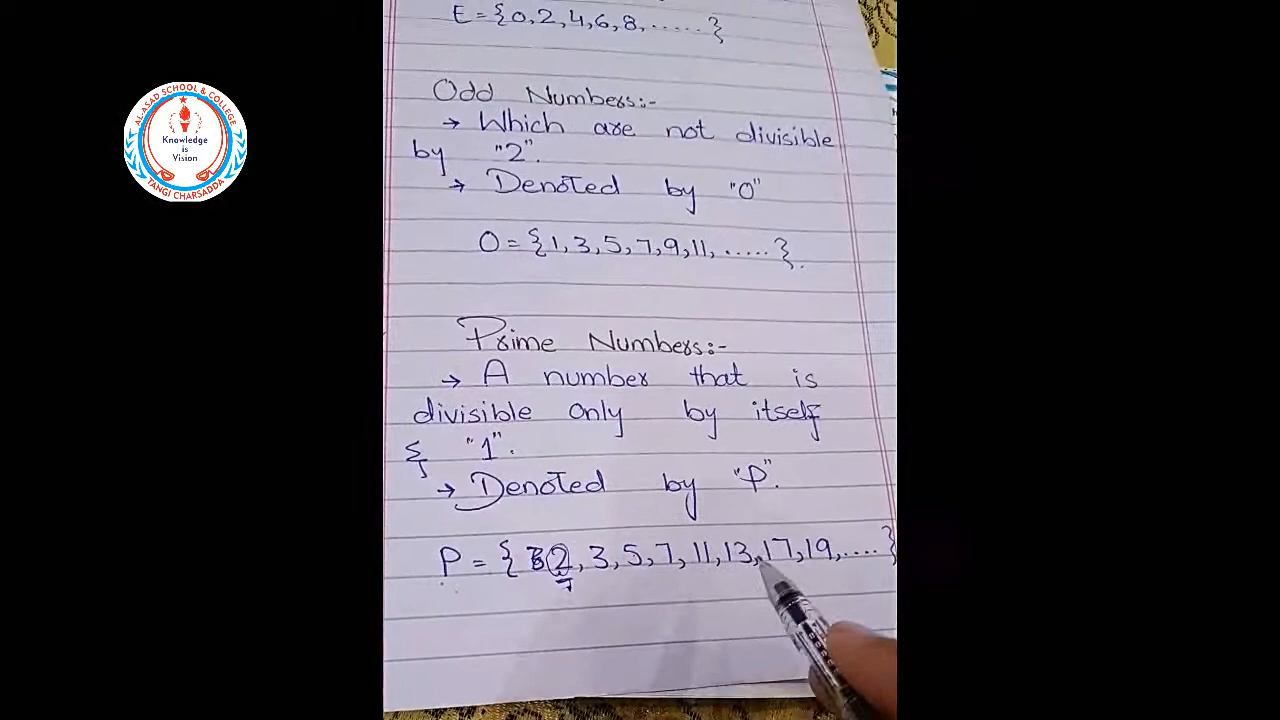 E = {0, 2, 4, 6, 8, ..... }
Odd Numbers:-
→ Which are not divisible
by "2".
→ Denoted by "O"
O = {1, 3, 5, 7, 9, 11, ..... }.
Prime Numbers:-
→ A number that is
divisible only by itself
& "1".
→ Denoted by "P".
P = { 2, 3, 5, 7, 11, 13, 17, 19, .... }
AL-ASAD SCHOOL & COLLEGE
Knowledge
is
Vision
TANGI CHARSADDA